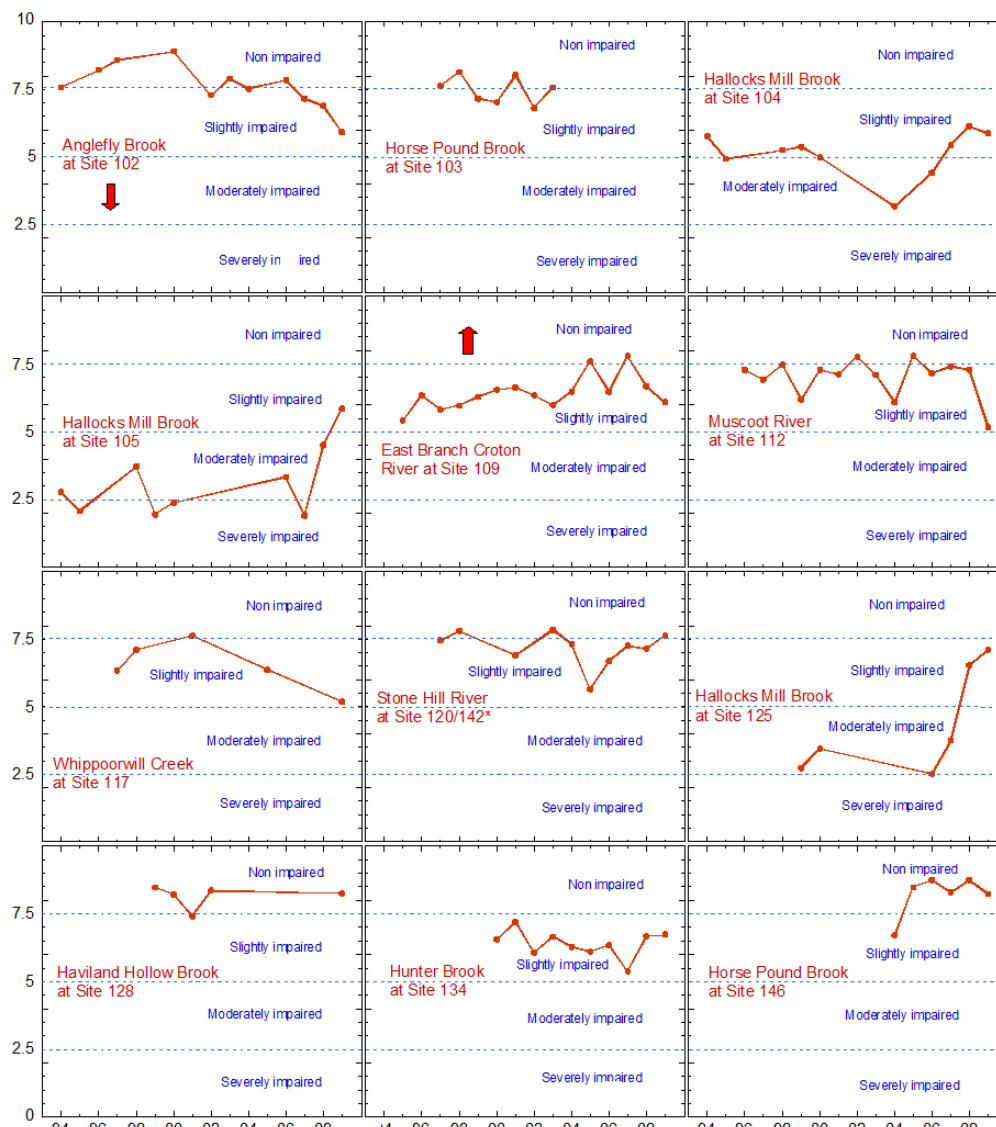 10
7.5
5
2.5
Non impaired
Slightly impaired
Anglefly Brook
at Site 102
Moderately impaired
Severely in ired
Non impaired
Slightly impaired
Horse Pound Brook
at Site 103
Moderately impaired
Severely impaired
Non impaired
Hallocks Mill Brook
at Site 104
Slightly impaired
Moderately impaired
Severely impaired
7.5
5
2.5
Non impaired
Slightly impaired
Hallocks Mill Brook
at Site 105
Moderately impaired
Severely impaired
Non impaired
Slightly impaired
East Branch Croton
River at Site 109
Moderately impaired
Severely impaired
Non impaired
Slightly impaired
Muscoot River
at Site 112
Moderately impaired
Severely impaired
7.5
5
2.5
Non impaired
Slightly impaired
Moderately impaired
Whippoorwill Creek
at Site 117
Severely impaired
Non impaired
Slightly impaired
Stone Hill River
at Site 120/142*
Moderately impaired
Severely impaired
Non impaired
Slightly impaired
Hallocks Mill Brook
at Site 125
Moderately impaired
Severely impaired
7.5
5
2.5
0
Non impaired
Slightly impaired
Haviland Hollow Brook
at Site 128
Moderately impaired
Severely impaired
Non impaired
Slightly impaired
Hunter Brook
at Site 134
Moderately impaired
Severely impaired
Non impaired
Slightly impaired
Horse Pound Brook
at Site 146
Moderately impaired
Severely impaired